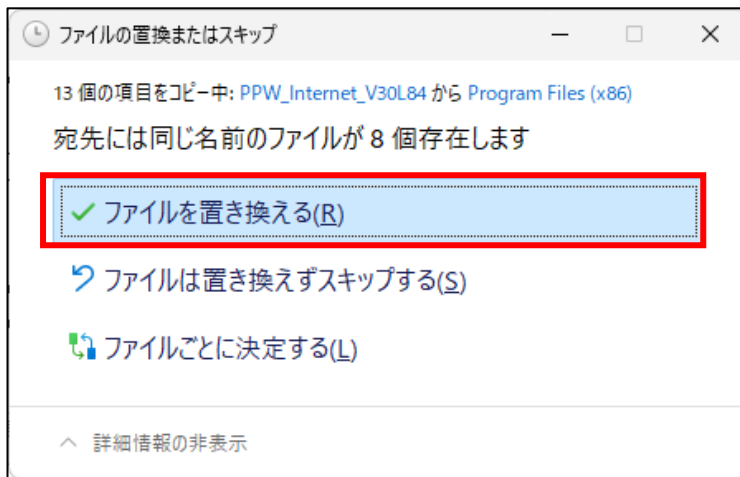 ファイルの置換またはスキップ
13 個の項目をコピー中: PPW_Internet_V30L84 から Program Files (x86)
宛先には同じ名前のファイルが 8 個存在します
ファイルを置き換える(R)
ファイルは置き換えずスキップする(S)
ファイルごとに決定する(L)
詳細情報の非表示